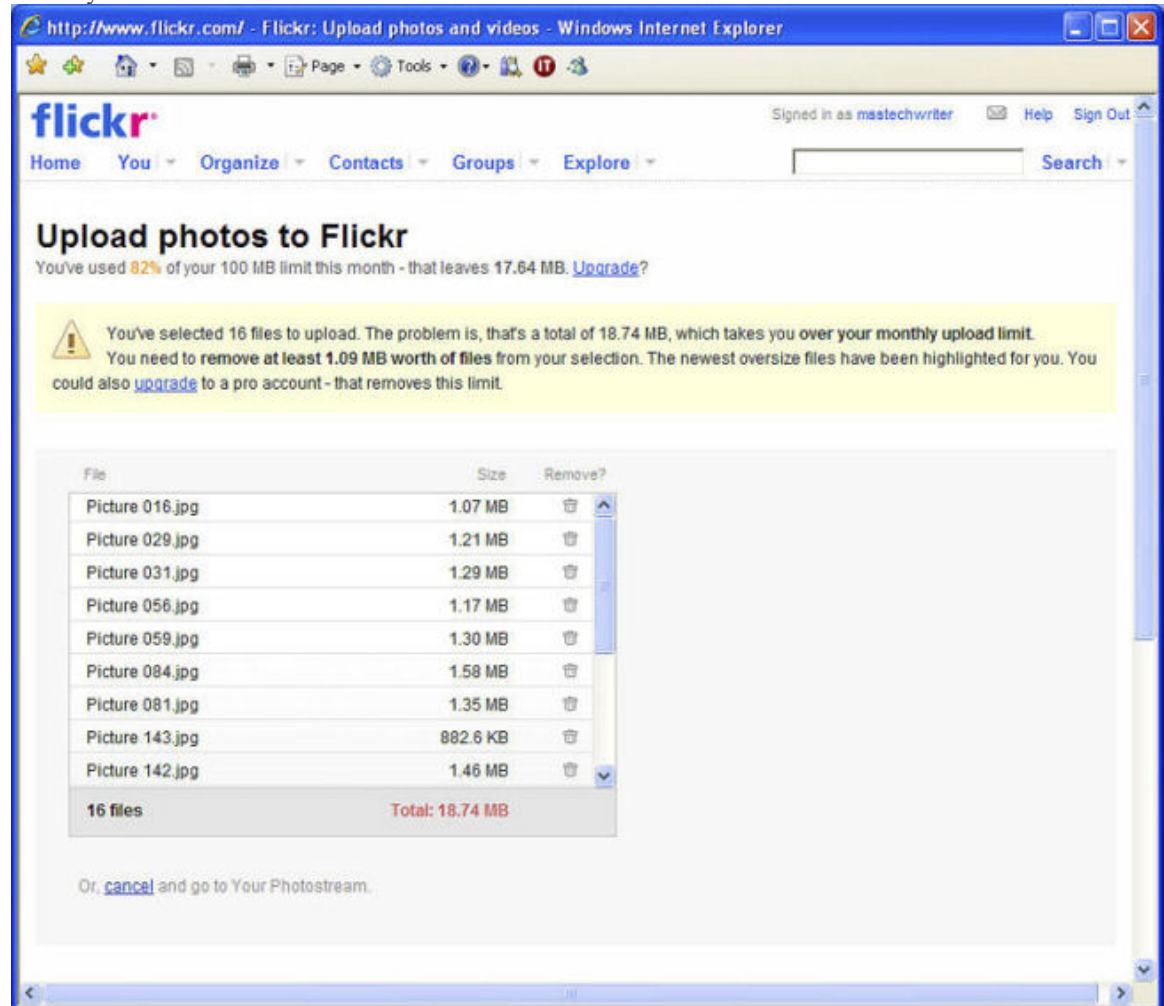 http://www.flickr.com/ - Flickr: Upload photos and videos - Windows Internet Explorer
Page Tools
flickr
Signed in as msstechwriter Help Sign Out
Home You Organize Contacts Groups Explore Search
Upload photos to Flickr
You've used 82% of your 100 MB limit this month - that leaves 17.64 MB. Upgrade?
You've selected 16 files to upload. The problem is, that's a total of 18.74 MB, which takes you over your monthly upload limit.
You need to remove at least 1.09 MB worth of files from your selection. The newest oversize files have been highlighted for you. You
could also upgrade to a pro account - that removes this limit.
File Size Remove?
Picture 016.jpg 1.07 MB
Picture 029.jpg 1.21 MB
Picture 031.jpg 1.29 MB
Picture 056.jpg 1.17 MB
Picture 059.jpg 1.30 MB
Picture 084.jpg 1.58 MB
Picture 081.jpg 1.35 MB
Picture 143.jpg 882.6 KB
Picture 142.jpg 1.46 MB
16 files Total: 18.74 MB
Or, cancel and go to Your Photostream.